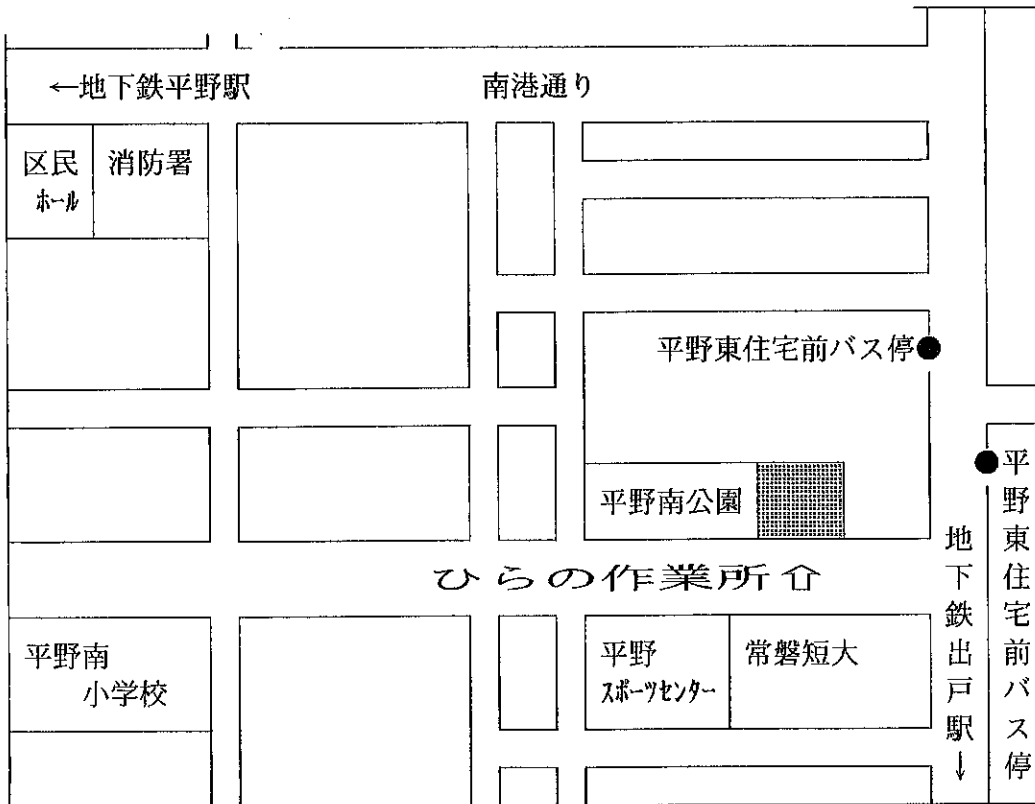 ←地下鉄平野駅
南港通り
区民
ホール
消防署
平野東住宅前バス停
平野東住宅前バス停
平野南公園
地下鉄出戸駅↓
ひらの作業所⇧
平野南
小学校
平野
スポーツセンター
常磐短大